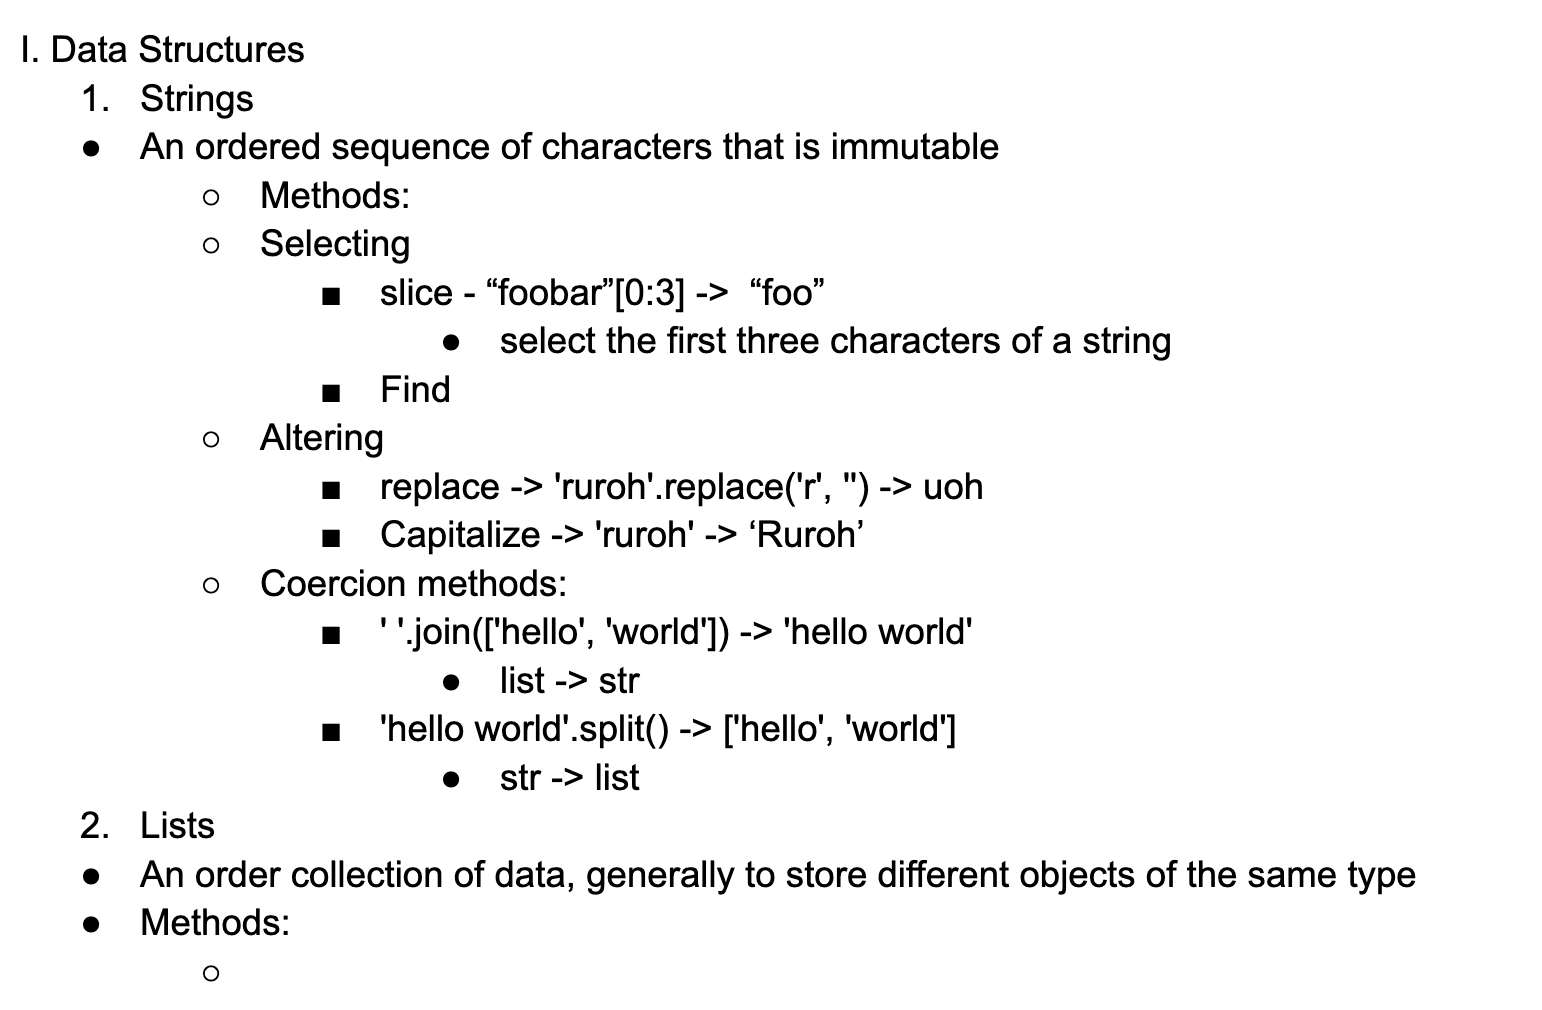 I. Data Structures
1. Strings
● An ordered sequence of characters that is immutable
○ Methods:
○ Selecting
■ slice - “foobar”[0:3] -> “foo”
● select the first three characters of a string
■ Find
○ Altering
■ replace -> 'ruroh'.replace('r', '') -> uoh
■ Capitalize -> 'ruroh' -> ‘Ruroh’
○ Coercion methods:
■ ' '.join(['hello', 'world']) -> 'hello world'
● list -> str
■ 'hello world'.split() -> ['hello', 'world']
● str -> list
2. Lists
● An order collection of data, generally to store different objects of the same type
● Methods:
○